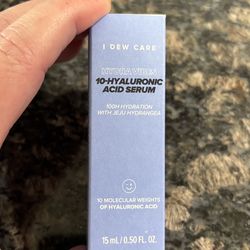 I DEW CARE
HYDRAVIBES
10-HYALURONIC
ACID SERUM
100H HYDRATION
WITH JEJU HYDRANGEA
10 MOLECULAR WEIGHTS
OF HYALURONIC ACID
15 mL / 0.50 FL. OZ.